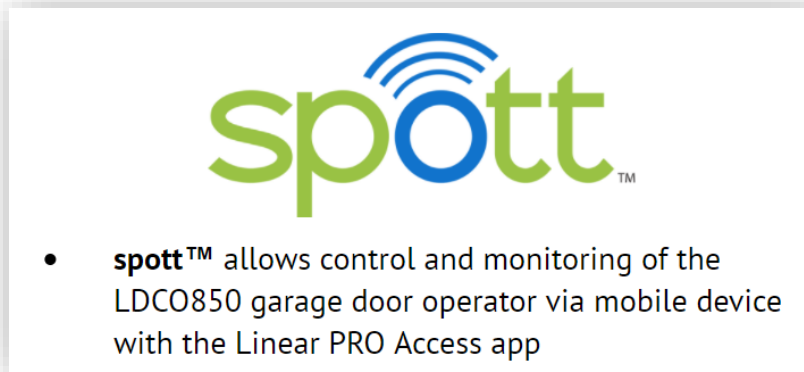 spott™
• spott™ allows control and monitoring of the
LDCO850 garage door operator via mobile device
with the Linear PRO Access app